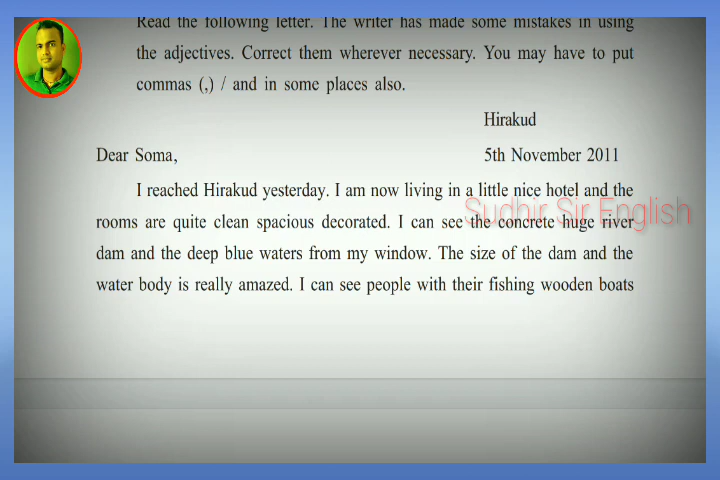 Read the following letter. The writer has made some mistakes in using
the adjectives. Correct them wherever necessary. You may have to put
commas (,) / and in some places also.
Hirakud
Dear Soma, 5th November 2011
I reached Hirakud yesterday. I am now living in a little nice hotel and the
rooms are quite clean spacious decorated. I can see the concrete huge river
Sudhir Sir English
dam and the deep blue waters from my window. The size of the dam and the
water body is really amazed. I can see people with their fishing wooden boats